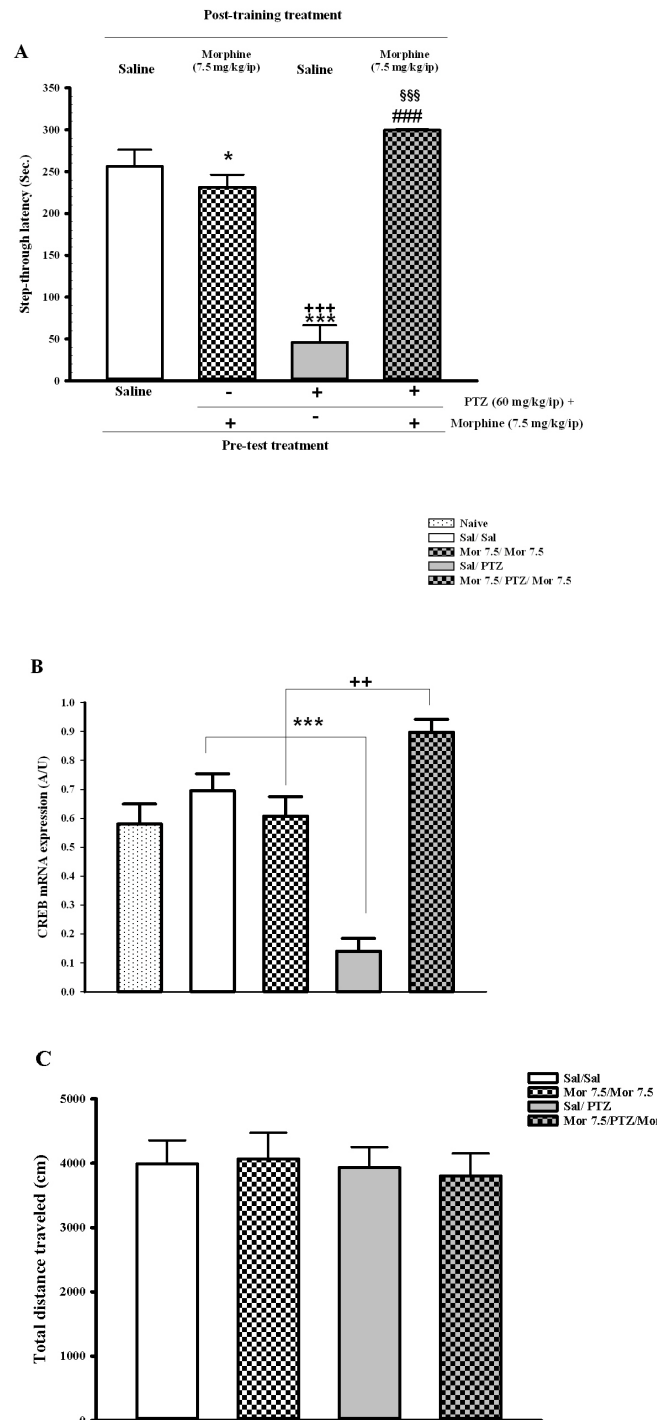 Post-training treatment
A
Saline Morphine (7.5 mg/kg/ip) Saline Morphine (7.5 mg/kg/ip)
Step-through latency (Sec.)
350
300
250
200
150
100
50
0
*
+++
***
§§§
###
Saline - + + PTZ (60 mg/kg/ip) +
+ - + Morphine (7.5 mg/kg/ip)
Pre-test treatment
Naive
Sal/ Sal
Mor 7.5/ Mor 7.5
Sal/ PTZ
Mor 7.5/ PTZ/ Mor 7.5
B
CREB mRNA expression (A/U)
1.0
0.9
0.8
0.7
0.6
0.5
0.4
0.3
0.2
0.1
0.0
++
***
C
Sal/Sal
Mor 7.5/Mor 7.5
Sal/ PTZ
Mor 7.5/PTZ/Mor
Total distance traveled (cm)
5000
4000
3000
2000
1000